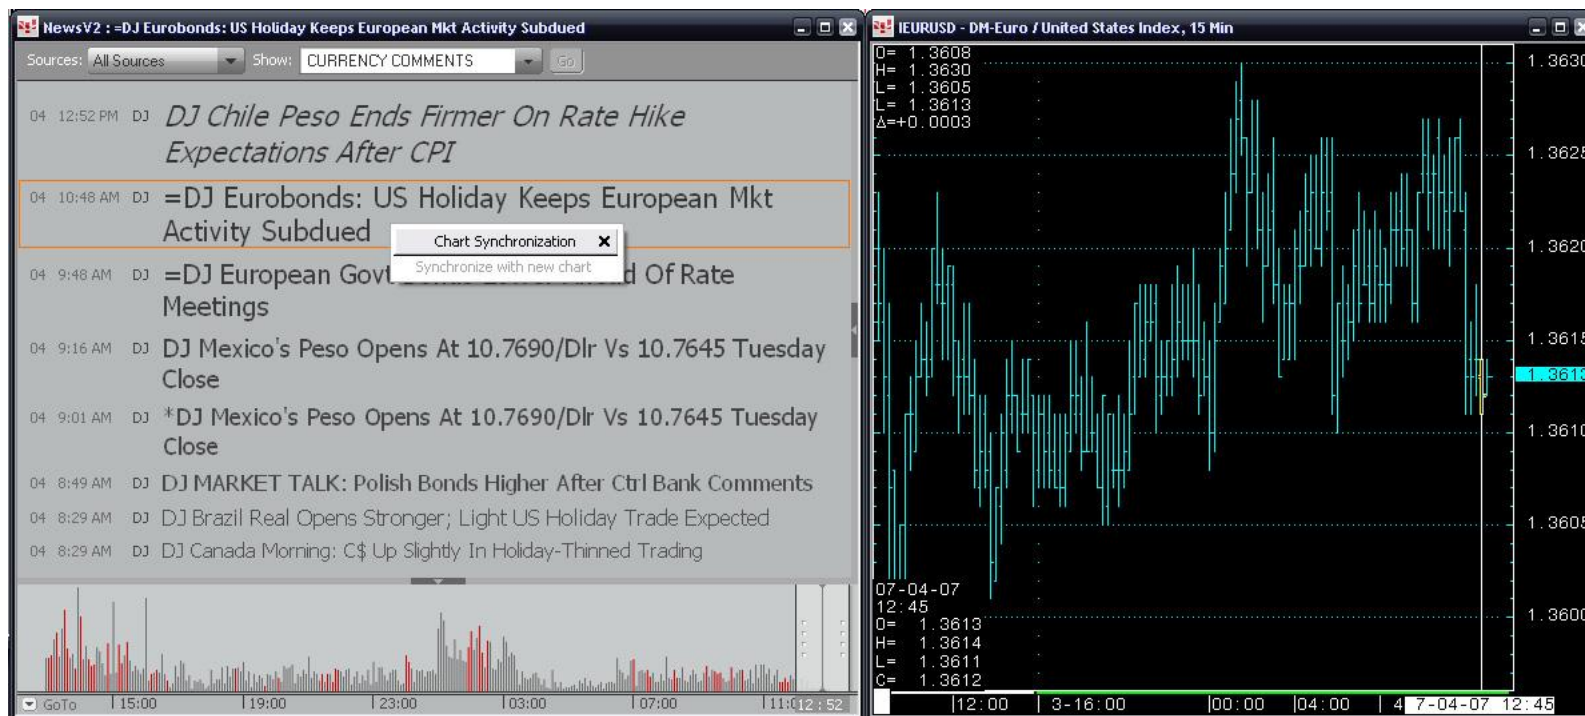 NewsV2 : =DJ Eurobonds: US Holiday Keeps European Mkt Activity Subdued
Sources: All Sources Show: CURRENCY COMMENTS Go
04 12:52 PM DJ DJ Chile Peso Ends Firmer On Rate Hike
Expectations After CPI
04 10:48 AM DJ =DJ Eurobonds: US Holiday Keeps European Mkt
Activity Subdued
Chart Synchronization
Synchronize with new chart
04 9:48 AM DJ =DJ European Govt Of Rate
Meetings
04 9:16 AM DJ DJ Mexico's Peso Opens At 10.7690/Dlr Vs 10.7645 Tuesday
Close
04 9:01 AM DJ *DJ Mexico's Peso Opens At 10.7690/Dlr Vs 10.7645 Tuesday
Close
04 8:49 AM DJ DJ MARKET TALK: Polish Bonds Higher After Ctrl Bank Comments
04 8:29 AM DJ DJ Brazil Real Opens Stronger; Light US Holiday Trade Expected
04 8:29 AM DJ DJ Canada Morning: C$ Up Slightly In Holiday-Thinned Trading
GoTo 15:00 19:00 23:00 03:00 07:00 11:0 12:52
IEURUSD - DM-Euro / United States Index, 15 Min
O= 1.3608
H= 1.3630
L= 1.3605
L= 1.3613
Δ=+0.0003
1.3630
1.3625
1.3620
1.3615
1.3613
1.3610
1.3605
1.3600
07-04-07
12:45
O= 1.3613
H= 1.3614
L= 1.3611
C= 1.3612
12:00 3-16:00 00:00 04:00 4 7-04-07 12:45